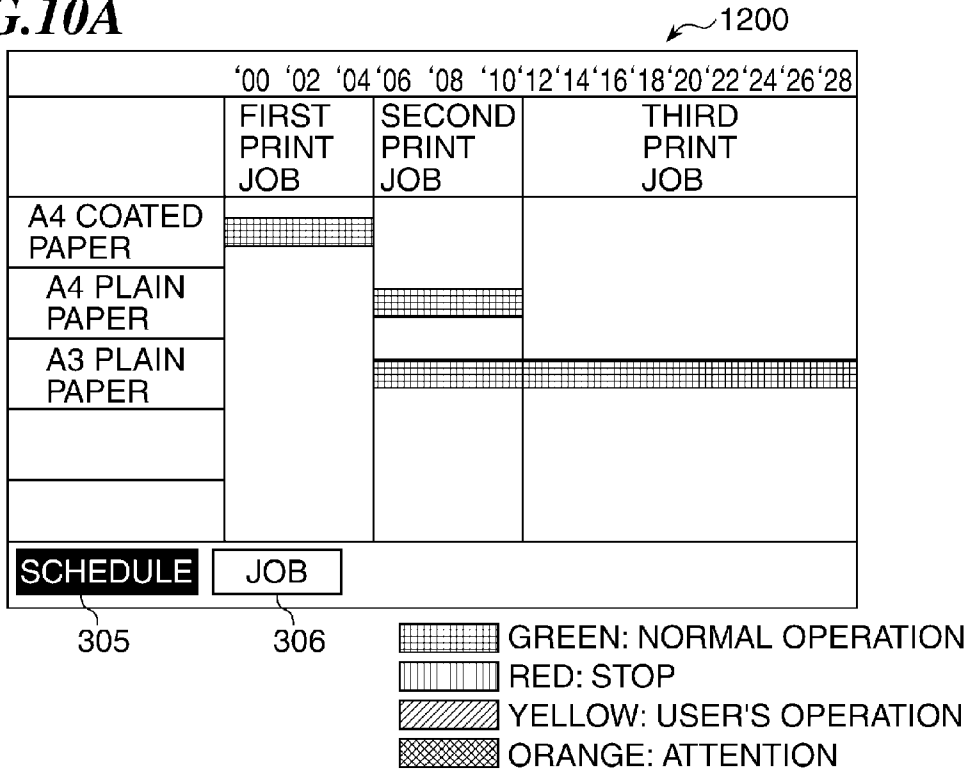 G.10A
1200
‘00 ‘02 ‘04 ‘06 ‘08 ‘10 ‘12 ‘14 ‘16 ‘18 ‘20 ‘22 ‘24 ‘26 ‘28
FIRST
PRINT
JOB
SECOND
PRINT
JOB
THIRD
PRINT
JOB
A4 COATED
PAPER
A4 PLAIN
PAPER
A3 PLAIN
PAPER
SCHEDULE
JOB
305
306
GREEN: NORMAL OPERATION
RED: STOP
YELLOW: USER'S OPERATION
ORANGE: ATTENTION